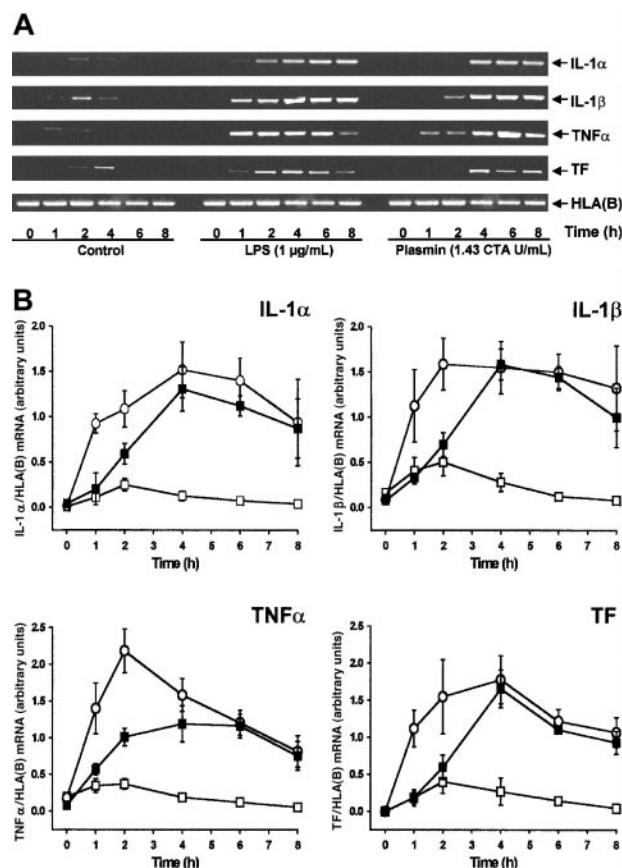 A
IL-1α
IL-1β
TNFα
TF
HLA(B)
0 1 2 4 6 8 0 1 2 4 6 8 0 1 2 4 6 8 Time (h)
Control LPS (1 µg/mL) Plasmin (1.43 CTA U/mL)
B
IL-1α
IL-1α/HLA(B) mRNA (arbitrary units)
2.0
1.5
1.0
0.5
0.0
0 1 2 3 4 5 6 7 8
Time (h)
IL-1β
IL-1β/HLA(B) mRNA (arbitrary units)
2.0
1.5
1.0
0.5
0.0
0 1 2 3 4 5 6 7 8
Time (h)
TNFα
TNFα/HLA(B) mRNA (arbitrary units)
2.5
2.0
1.5
1.0
0.5
0.0
0 1 2 3 4 5 6 7 8
Time (h)
TF
TF/HLA(B) mRNA (arbitrary units)
2.5
2.0
1.5
1.0
0.5
0.0
0 1 2 3 4 5 6 7 8
Time (h)